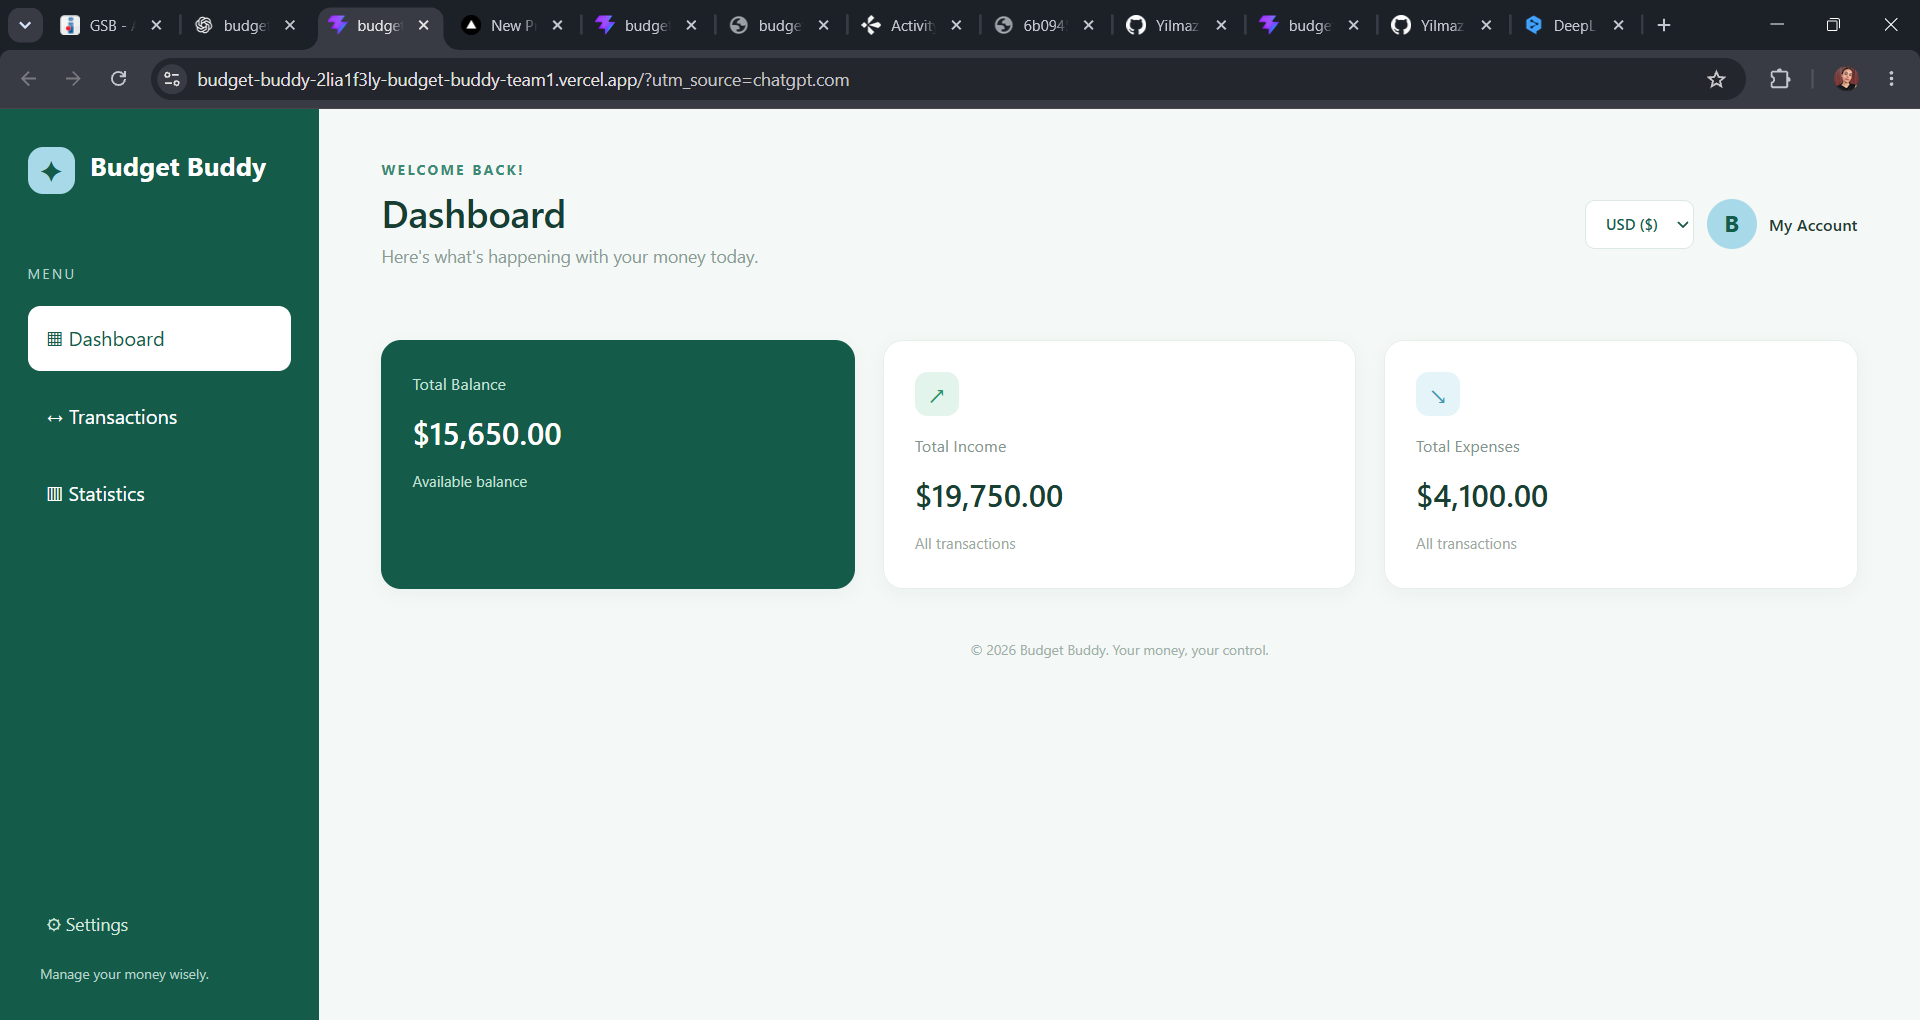 GSB - 
budge
budge
New P
budge
budge
Activit
6b094
Yilmaz
budge
Yilmaz
DeepL
budget-buddy-2lia1f3ly-budget-buddy-team1.vercel.app/?utm_source=chatgpt.com
Budget Buddy
MENU
Dashboard
Transactions
Statistics
Settings
Manage your money wisely.
WELCOME BACK!
Dashboard
Here's what's happening with your money today.
USD ($)
B
My Account
Total Balance
$15,650.00
Available balance
Total Income
$19,750.00
All transactions
Total Expenses
$4,100.00
All transactions
© 2026 Budget Buddy. Your money, your control.